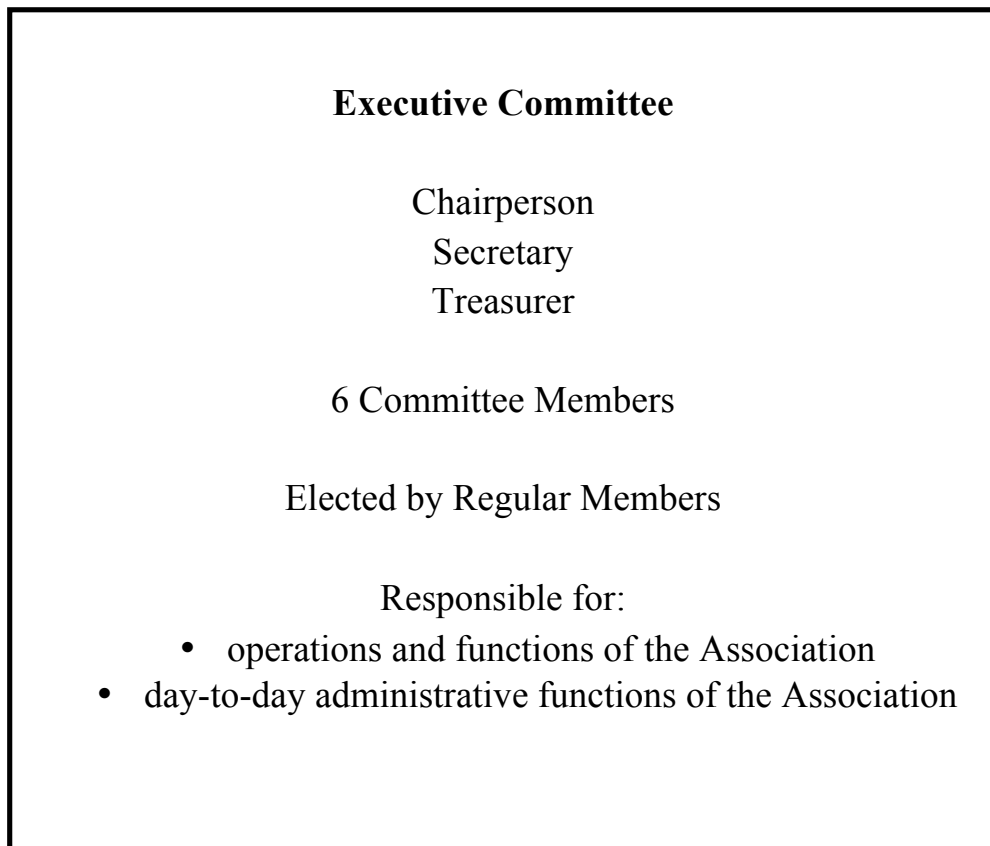 Executive Committee
Chairperson
Secretary
Treasurer
6 Committee Members
Elected by Regular Members
Responsible for:
• operations and functions of the Association
• day-to-day administrative functions of the Association